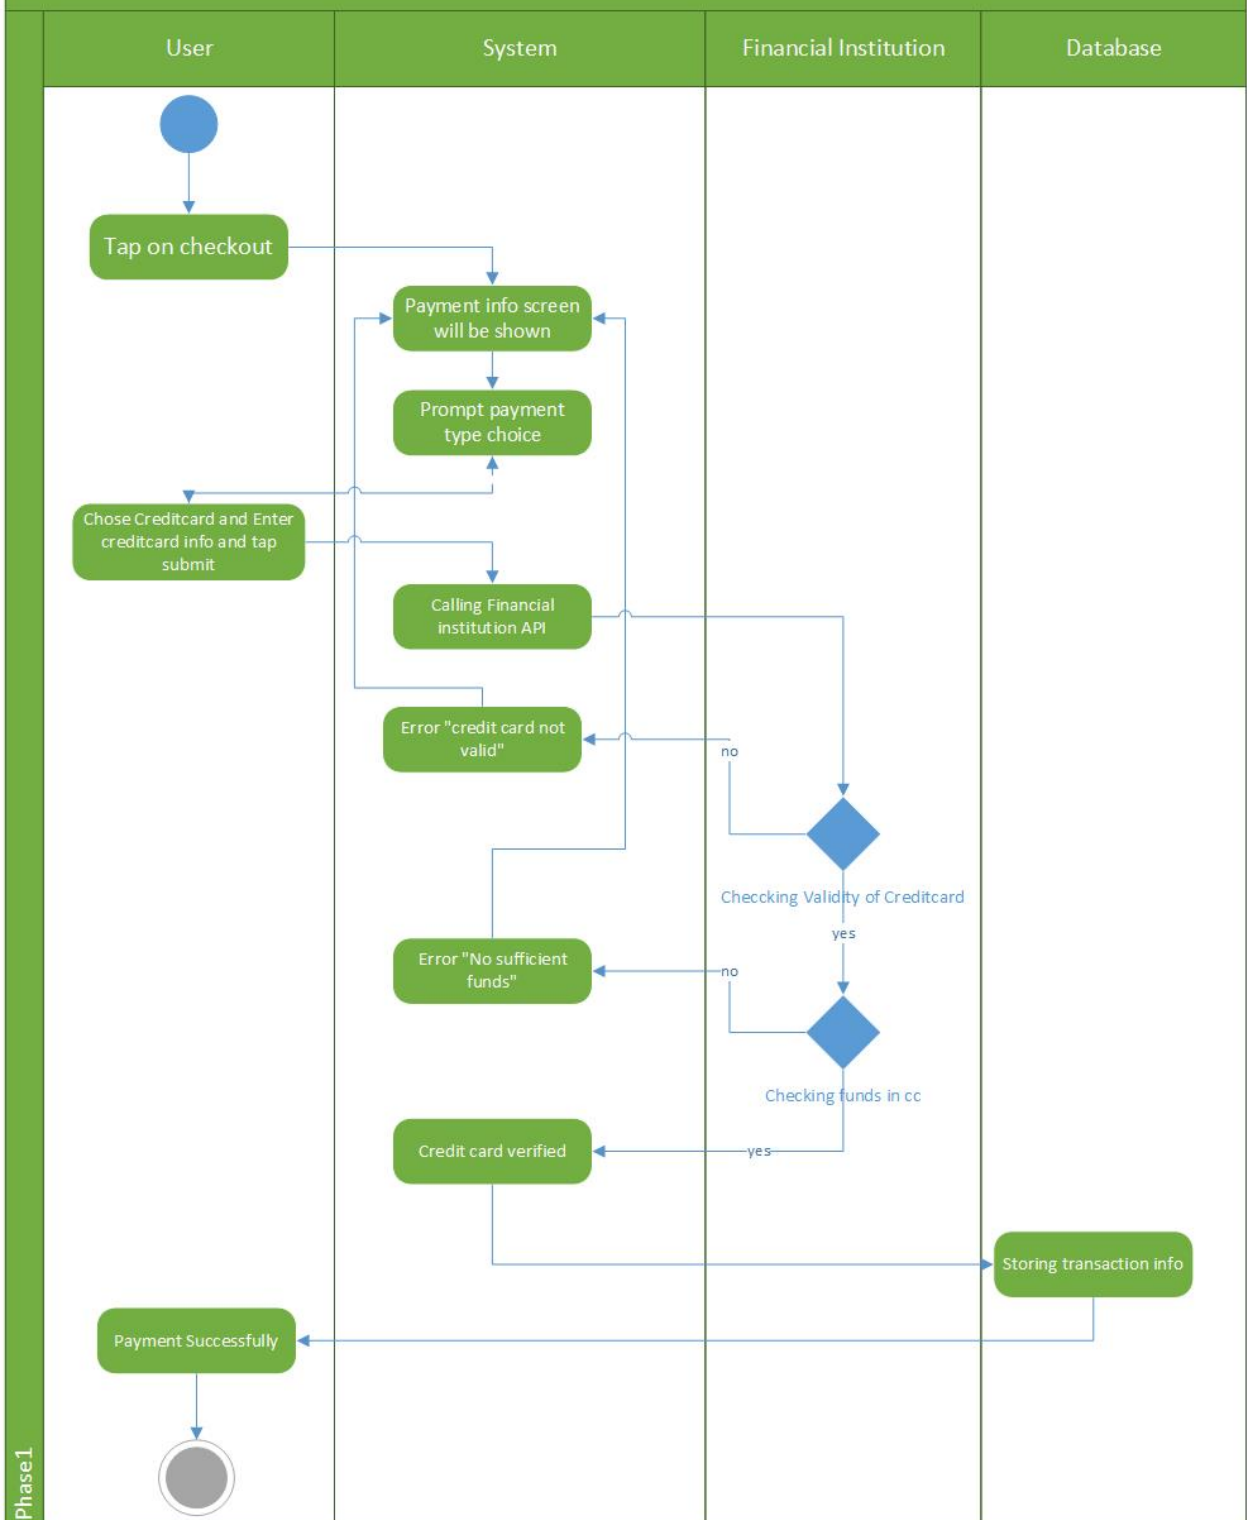 User
System
Financial Institution
Database
Tap on checkout
Payment info screen
will be shown
Prompt payment
type choice
Chose Creditcard and Enter
creditcard info and tap
submit
Calling Financial
institution API
Error "credit card not
valid"
no
Checcking Validity of Creditcard
yes
Error "No sufficient
funds"
no
Checking funds in cc
Credit card verified
yes
Storing transaction info
Payment Successfully
Phase1